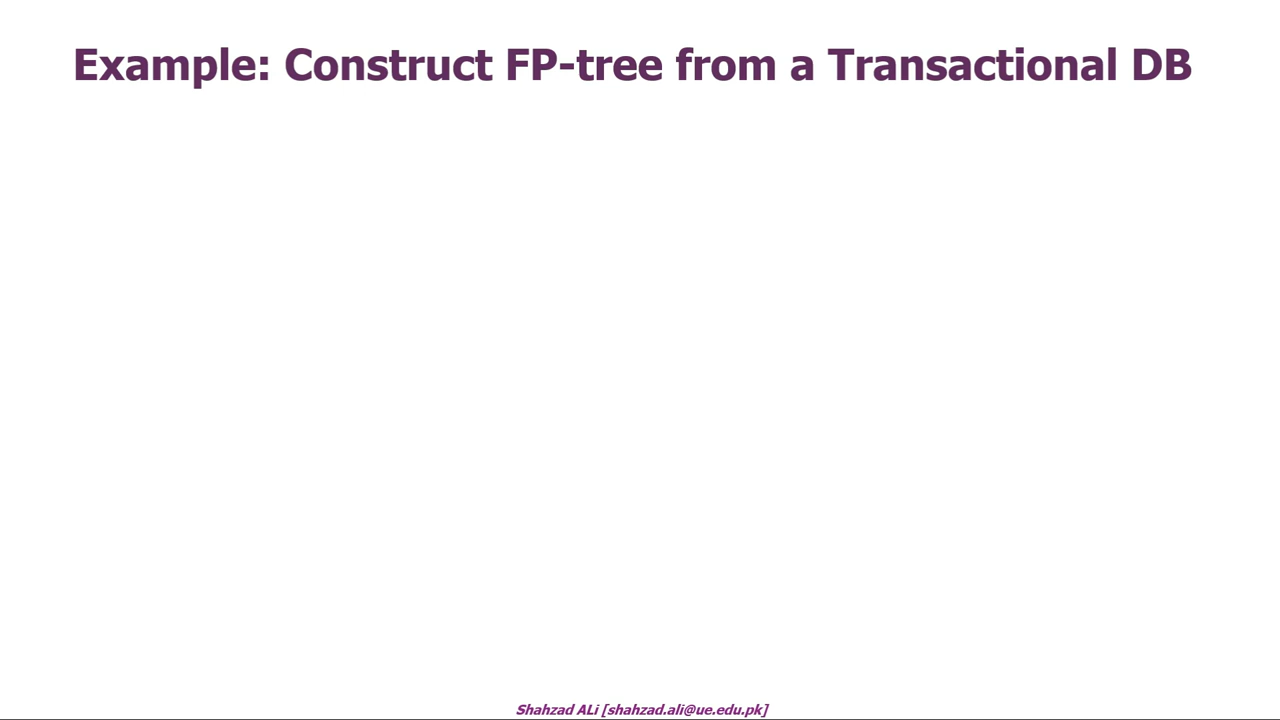 Example: Construct FP-tree from a Transactional DB
Shahzad ALi [shahzad.ali@ue.edu.pk]